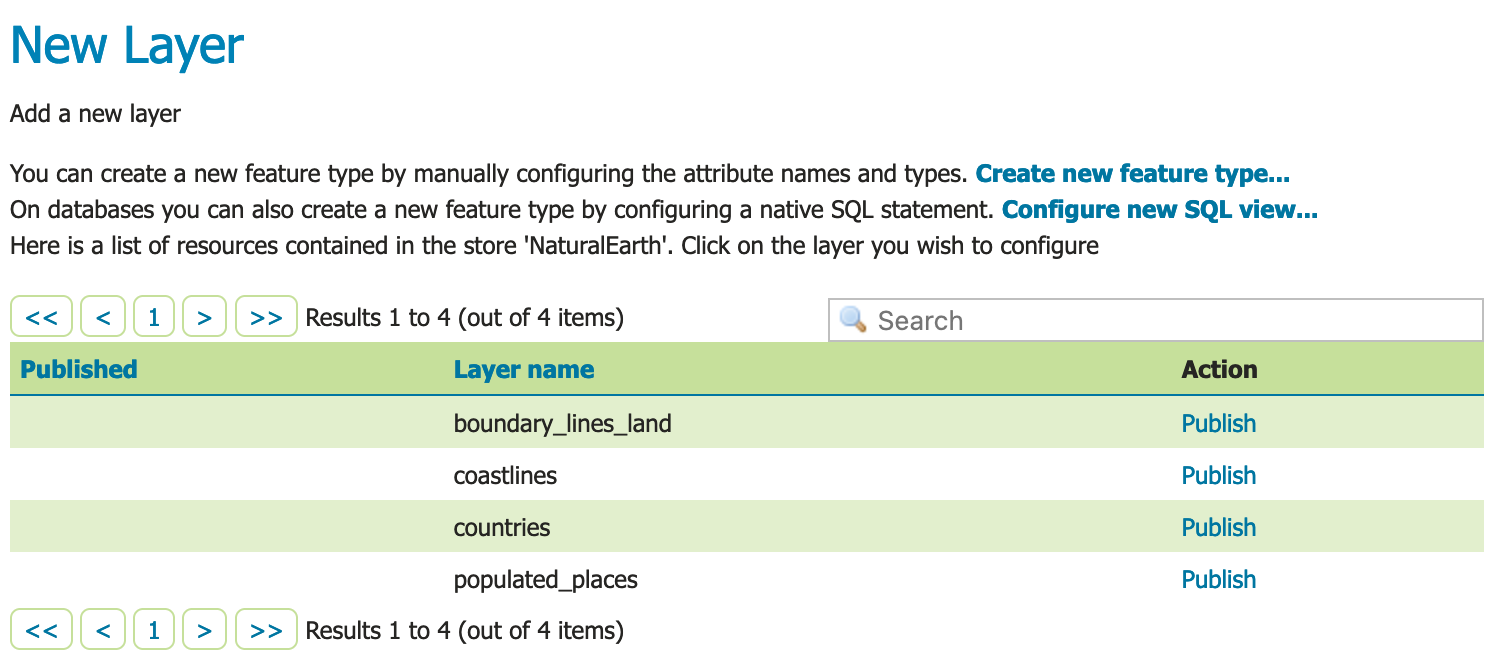 New Layer
Add a new layer
You can create a new feature type by manually configuring the attribute names and types. Create new feature type...
On databases you can also create a new feature type by configuring a native SQL statement. Configure new SQL view...
Here is a list of resources contained in the store 'NaturalEarth'. Click on the layer you wish to configure
<< < 1 > >> Results 1 to 4 (out of 4 items) Search
Published Layer name Action
boundary_lines_land Publish
coastlines Publish
countries Publish
populated_places Publish
<< < 1 > >> Results 1 to 4 (out of 4 items)